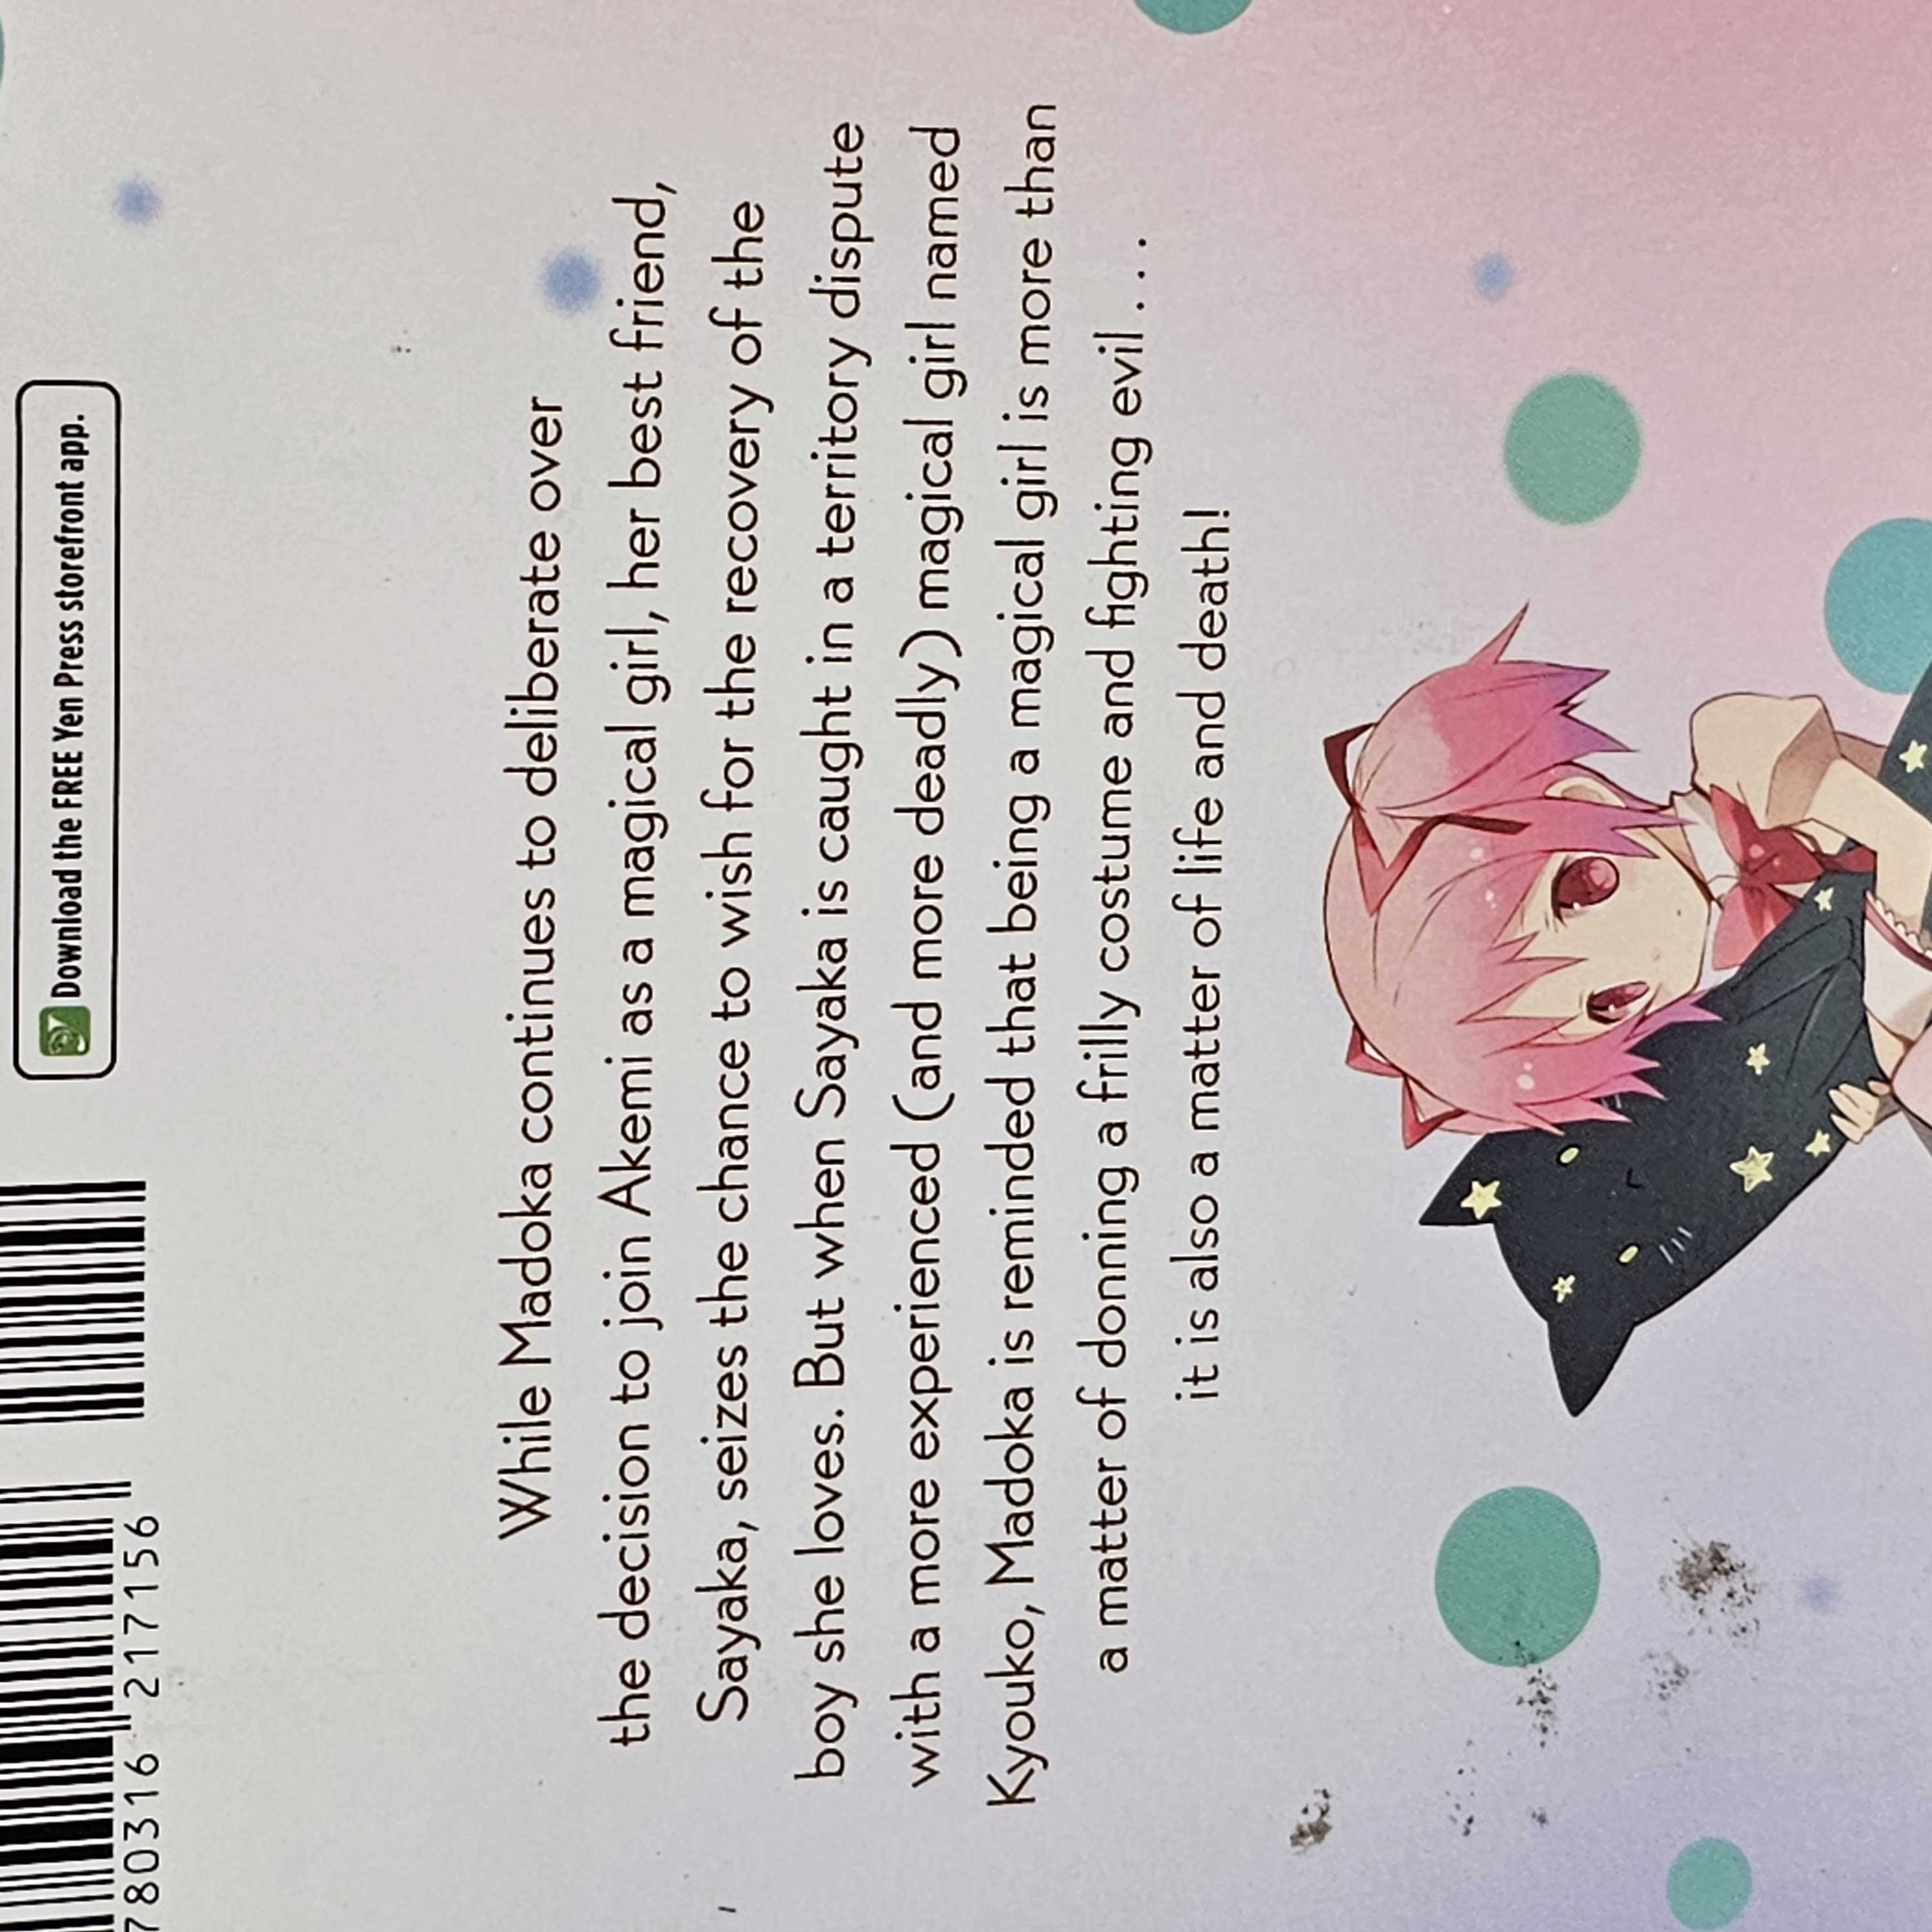 780316 217156
Download the FREE Yen Press storefront app.
While Madoka continues to deliberate over
the decision to join Akemi as a magical girl, her best friend,
Sayaka, seizes the chance to wish for the recovery of the
boy she loves. But when Sayaka is caught in a territory dispute
with a more experienced (and more deadly) magical girl named
Kyouko, Madoka is reminded that being a magical girl is more than
a matter of donning a frilly costume and fighting evil . . .
it is also a matter of life and death!